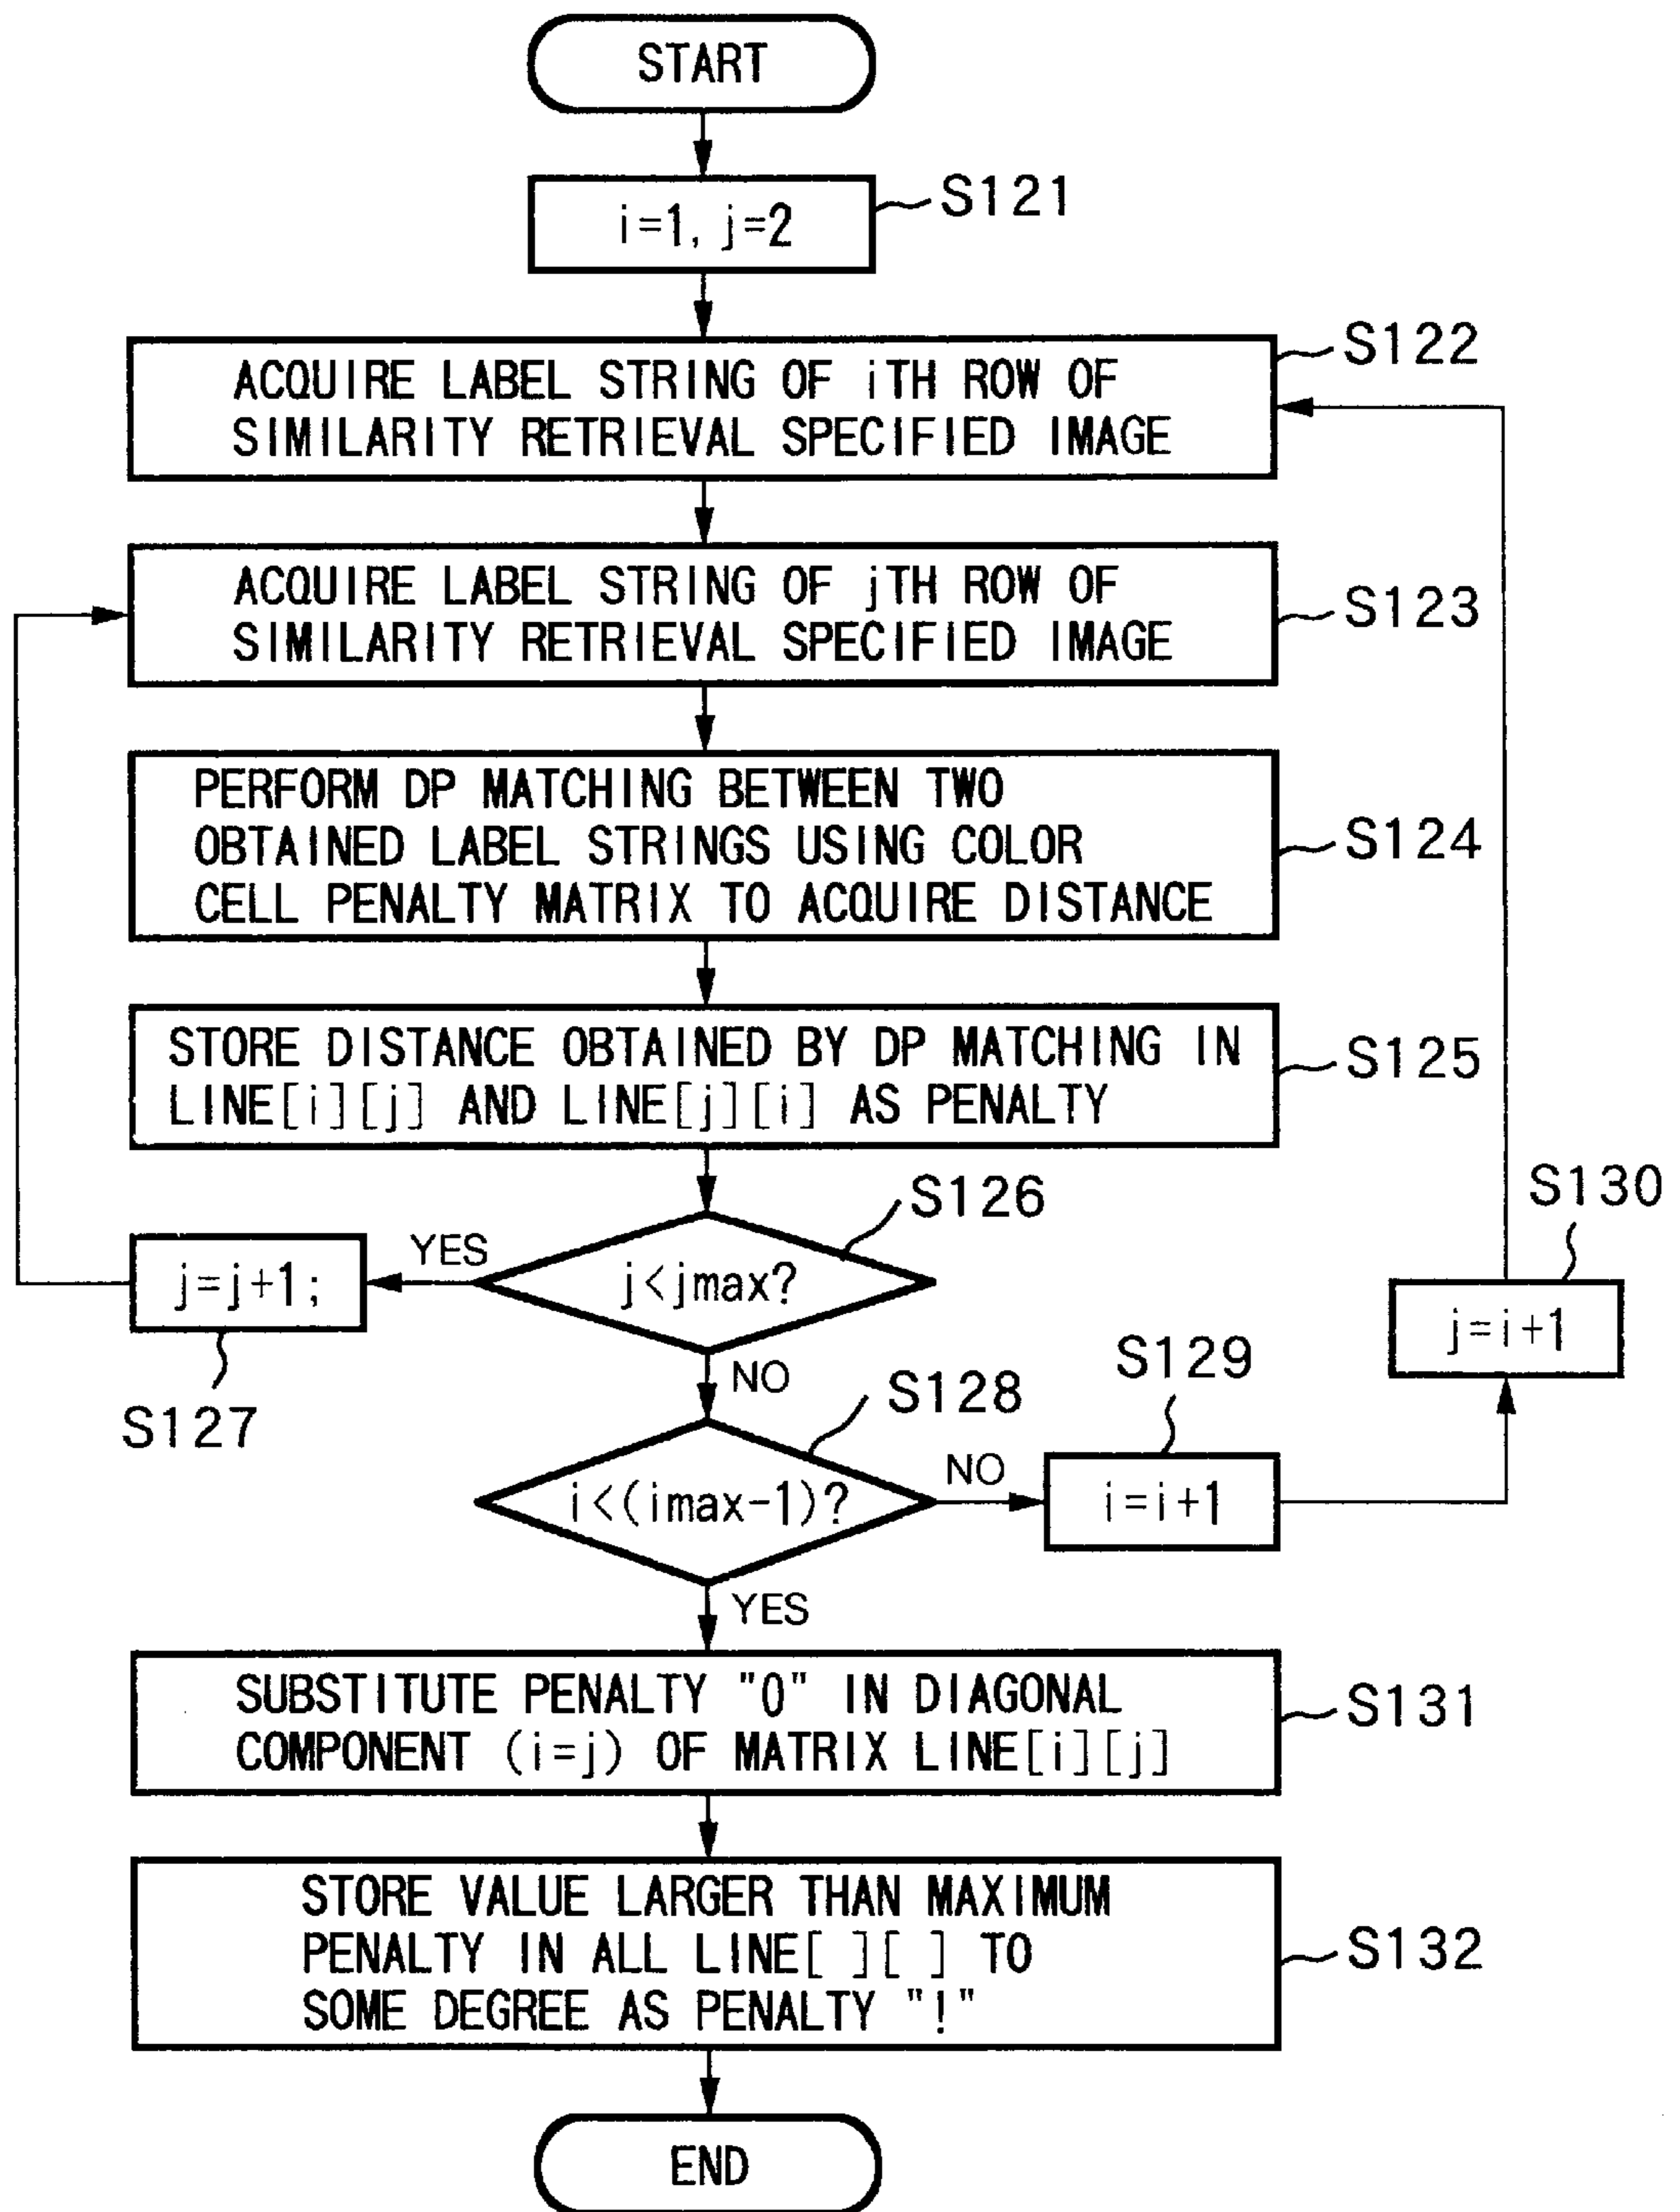 START
i=1, j=2
S121
ACQUIRE LABEL STRING OF iTH ROW OF
SIMILARITY RETRIEVAL SPECIFIED IMAGE
S122
ACQUIRE LABEL STRING OF jTH ROW OF
SIMILARITY RETRIEVAL SPECIFIED IMAGE
S123
PERFORM DP MATCHING BETWEEN TWO
OBTAINED LABEL STRINGS USING COLOR
CELL PENALTY MATRIX TO ACQUIRE DISTANCE
S124
STORE DISTANCE OBTAINED BY DP MATCHING IN
LINE[i][j] AND LINE[j][i] AS PENALTY
S125
S126
j<jmax?
YES
j=j+1;
S127
NO
S128
i<(imax-1)?
NO
S129
i=i+1
S130
j=i+1
YES
SUBSTITUTE PENALTY "0" IN DIAGONAL
COMPONENT (i=j) OF MATRIX LINE[i][j]
S131
STORE VALUE LARGER THAN MAXIMUM
PENALTY IN ALL LINE[ ][ ] TO
SOME DEGREE AS PENALTY "!"
S132
END